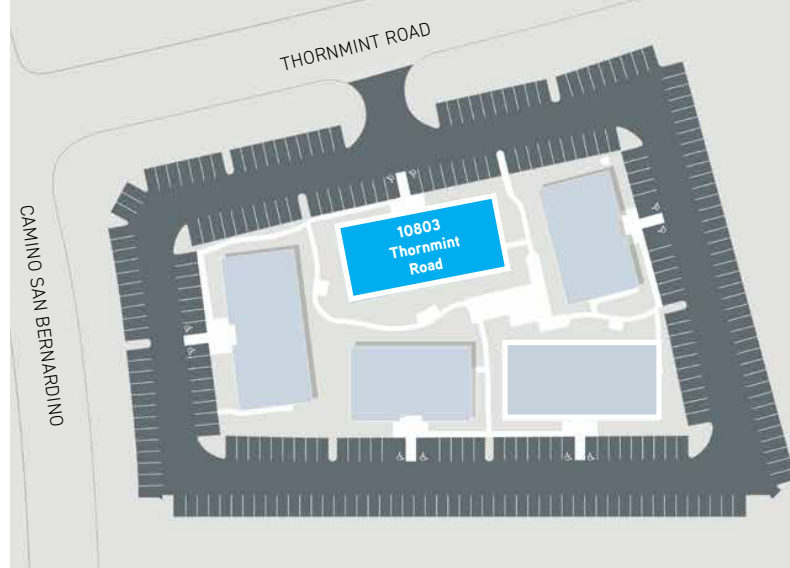 THORNMINT ROAD
CAMINO SAN BERNARDINO
10803
Thornmint
Road